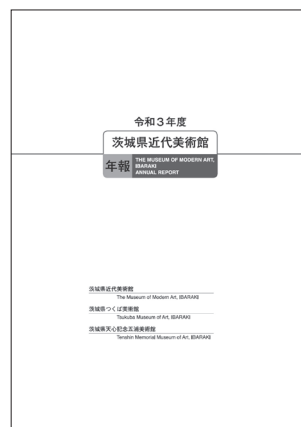 令和3年度
茨城県近代美術館
年報
THE MUSEUM OF MODERN ART,
IBARAKI
ANNUAL REPORT
茨城県近代美術館
The Museum of Modern Art, IBARAKI
茨城県つくば美術館
Tsukuba Museum of Art, IBARAKI
茨城県天心記念五浦美術館
Tenshin Memorial Museum of Art, IBARAKI